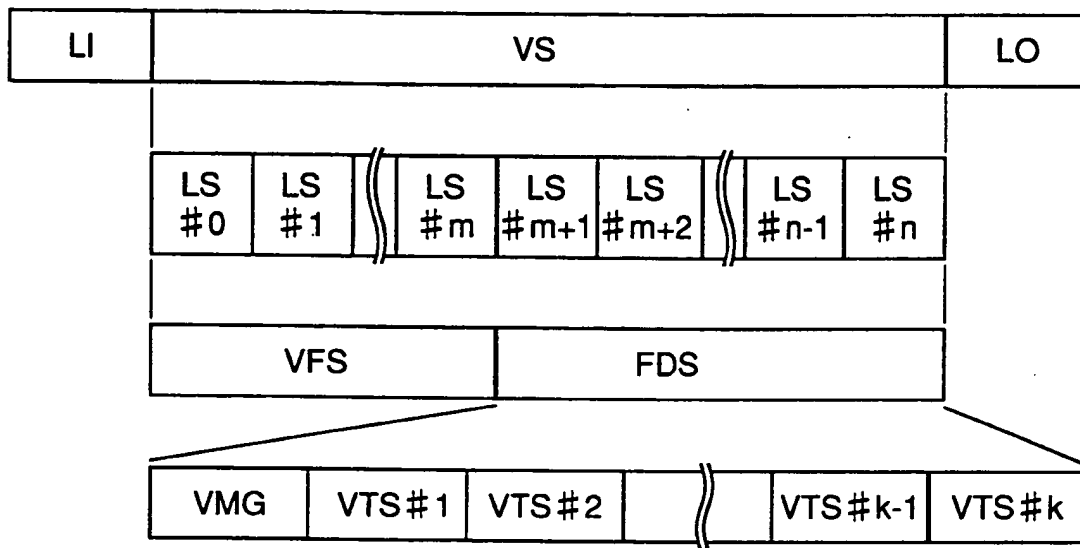 LI VS LO
LS LS LS LS LS LS LS
#0 #1 #m #m+1 #m+2 #n-1 #n
VFS FDS
VMG VTS#1 VTS#2 VTS#k-1 VTS#k